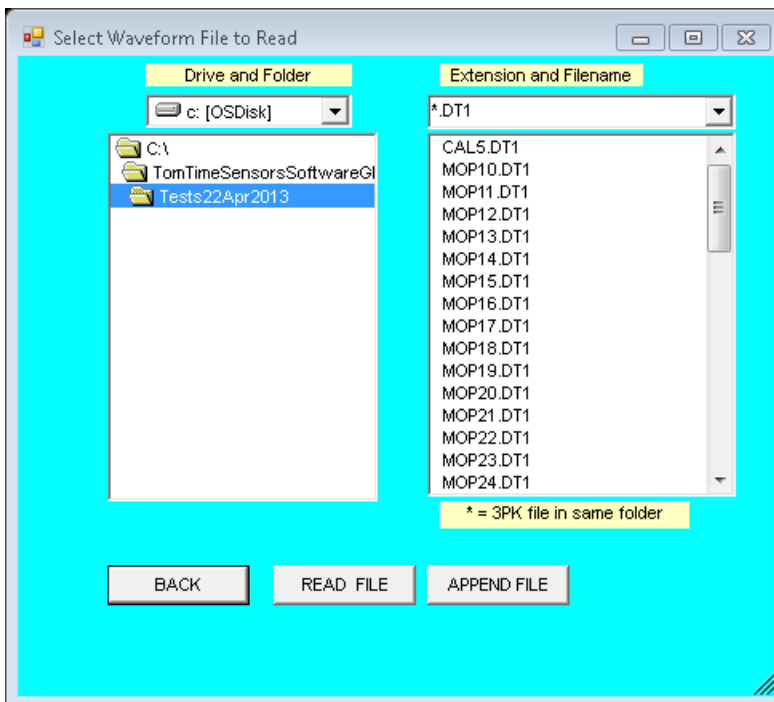 Select Waveform File to Read
Drive and Folder
Extension and Filename
c: [OSDisk]
*.DT1
C:\
TomTimeSensorsSoftwareGl
Tests22Apr2013
CAL5.DT1
MOP10.DT1
MOP11.DT1
MOP12.DT1
MOP13.DT1
MOP14.DT1
MOP15.DT1
MOP16.DT1
MOP17.DT1
MOP18.DT1
MOP19.DT1
MOP20.DT1
MOP21.DT1
MOP22.DT1
MOP23.DT1
MOP24.DT1
* = 3PK file in same folder
BACK
READ FILE
APPEND FILE